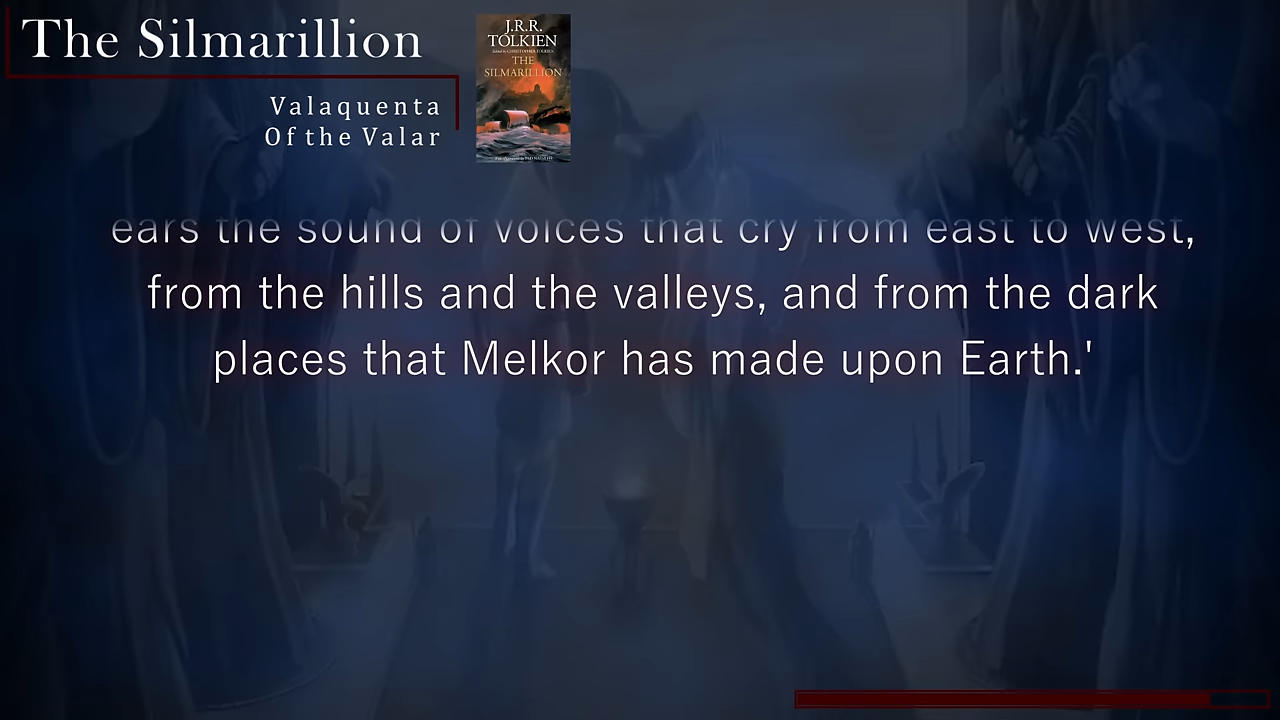 The Silmarillion
Valaquenta
Of the Valar
J.R.R.
TOLKIEN
THE
SILMARILLION
ears the sound of voices that cry from east to west,
from the hills and the valleys, and from the dark
places that Melkor has made upon Earth.'